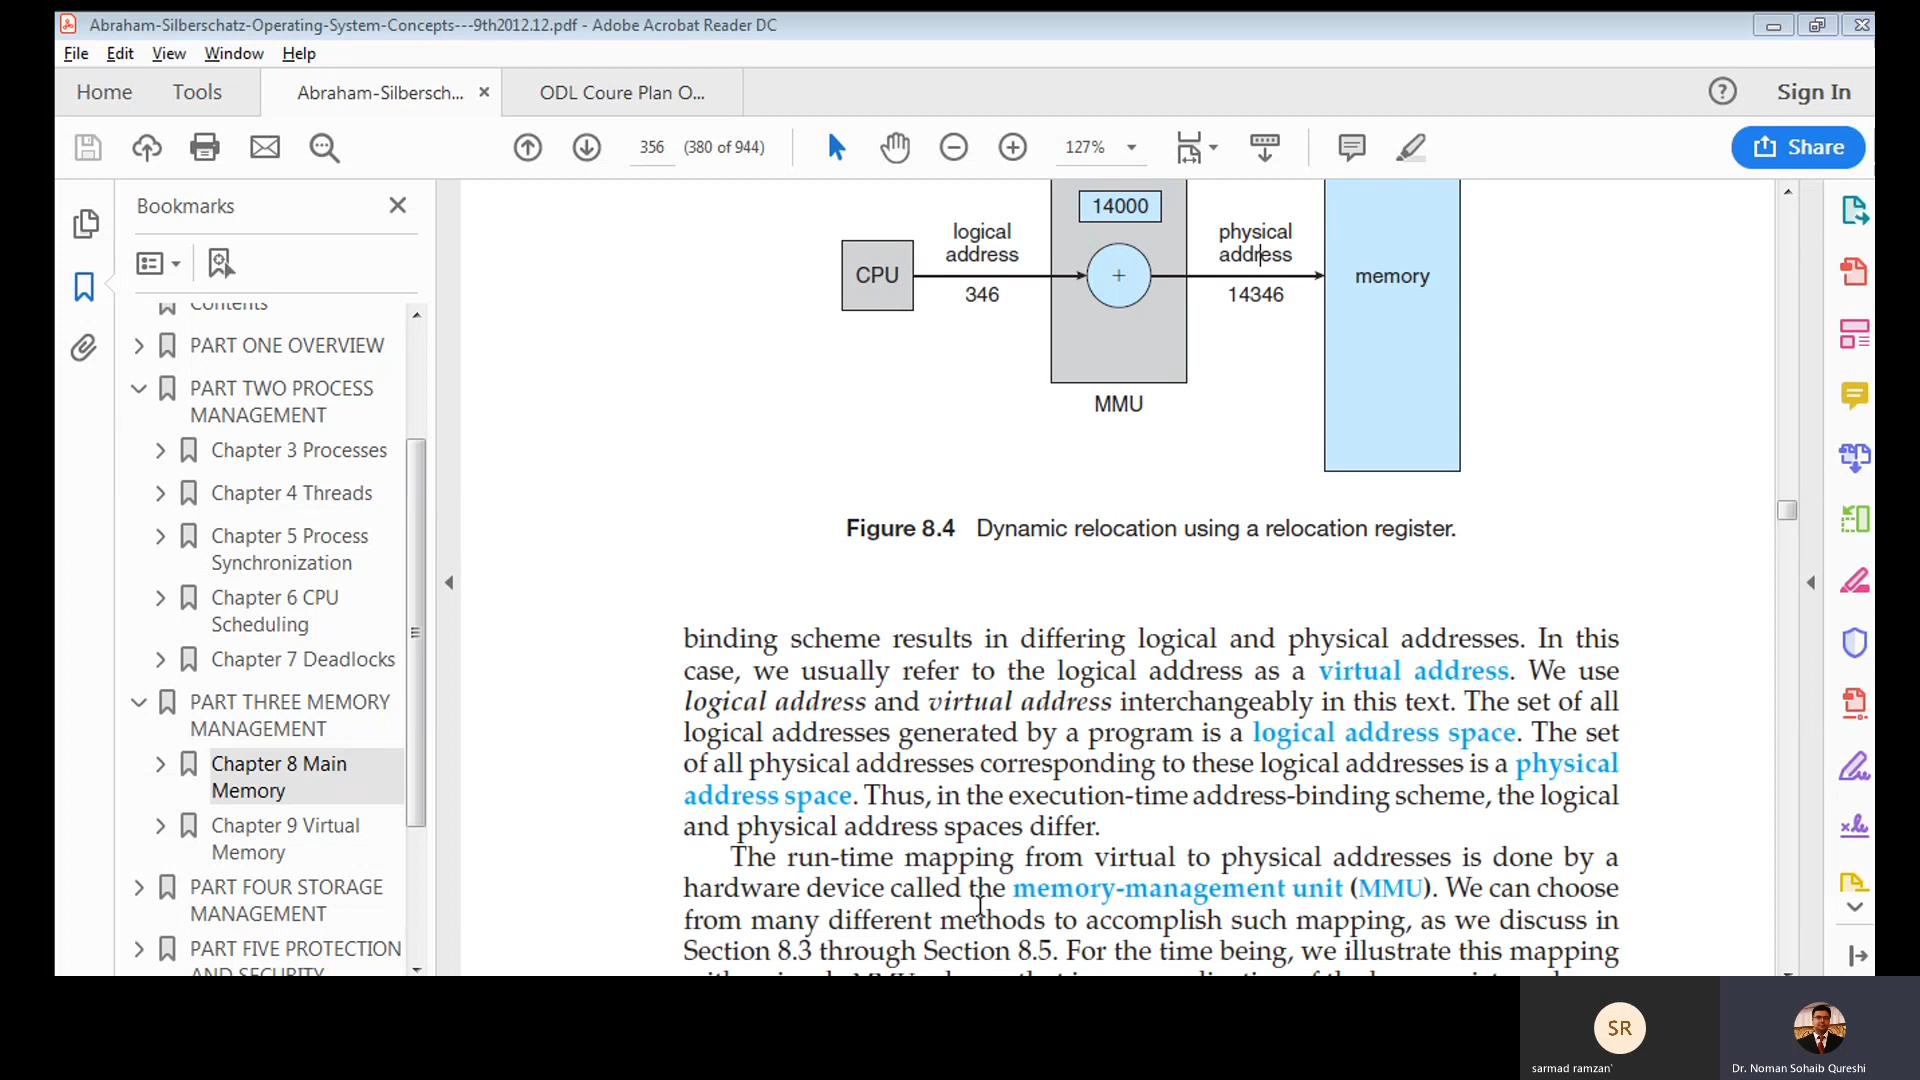 Abraham-Silberschatz-Operating-System-Concepts---9th2012.12.pdf - Adobe Acrobat Reader DC
File Edit View Window Help
Home Tools Abraham-Silbersch... ODL Coure Plan O... Sign In
356 (380 of 944) 127% Share
Bookmarks
Contents
PART ONE OVERVIEW
PART TWO PROCESS
MANAGEMENT
Chapter 3 Processes
Chapter 4 Threads
Chapter 5 Process
Synchronization
Chapter 6 CPU
Scheduling
Chapter 7 Deadlocks
PART THREE MEMORY
MANAGEMENT
Chapter 8 Main
Memory
Chapter 9 Virtual
Memory
PART FOUR STORAGE
MANAGEMENT
PART FIVE PROTECTION
AND SECURITY
14000
logical
address
physical
address
CPU
+
memory
346
14346
MMU
Figure 8.4 Dynamic relocation using a relocation register.
binding scheme results in differing logical and physical addresses. In this
case, we usually refer to the logical address as a virtual address. We use
logical address and virtual address interchangeably in this text. The set of all
logical addresses generated by a program is a logical address space. The set
of all physical addresses corresponding to these logical addresses is a physical
address space. Thus, in the execution-time address-binding scheme, the logical
and physical address spaces differ.
The run-time mapping from virtual to physical addresses is done by a
hardware device called the memory-management unit (MMU). We can choose
from many different methods to accomplish such mapping, as we discuss in
Section 8.3 through Section 8.5. For the time being, we illustrate this mapping
SR
sarmad ramzan`
Dr. Noman Sohaib Qureshi